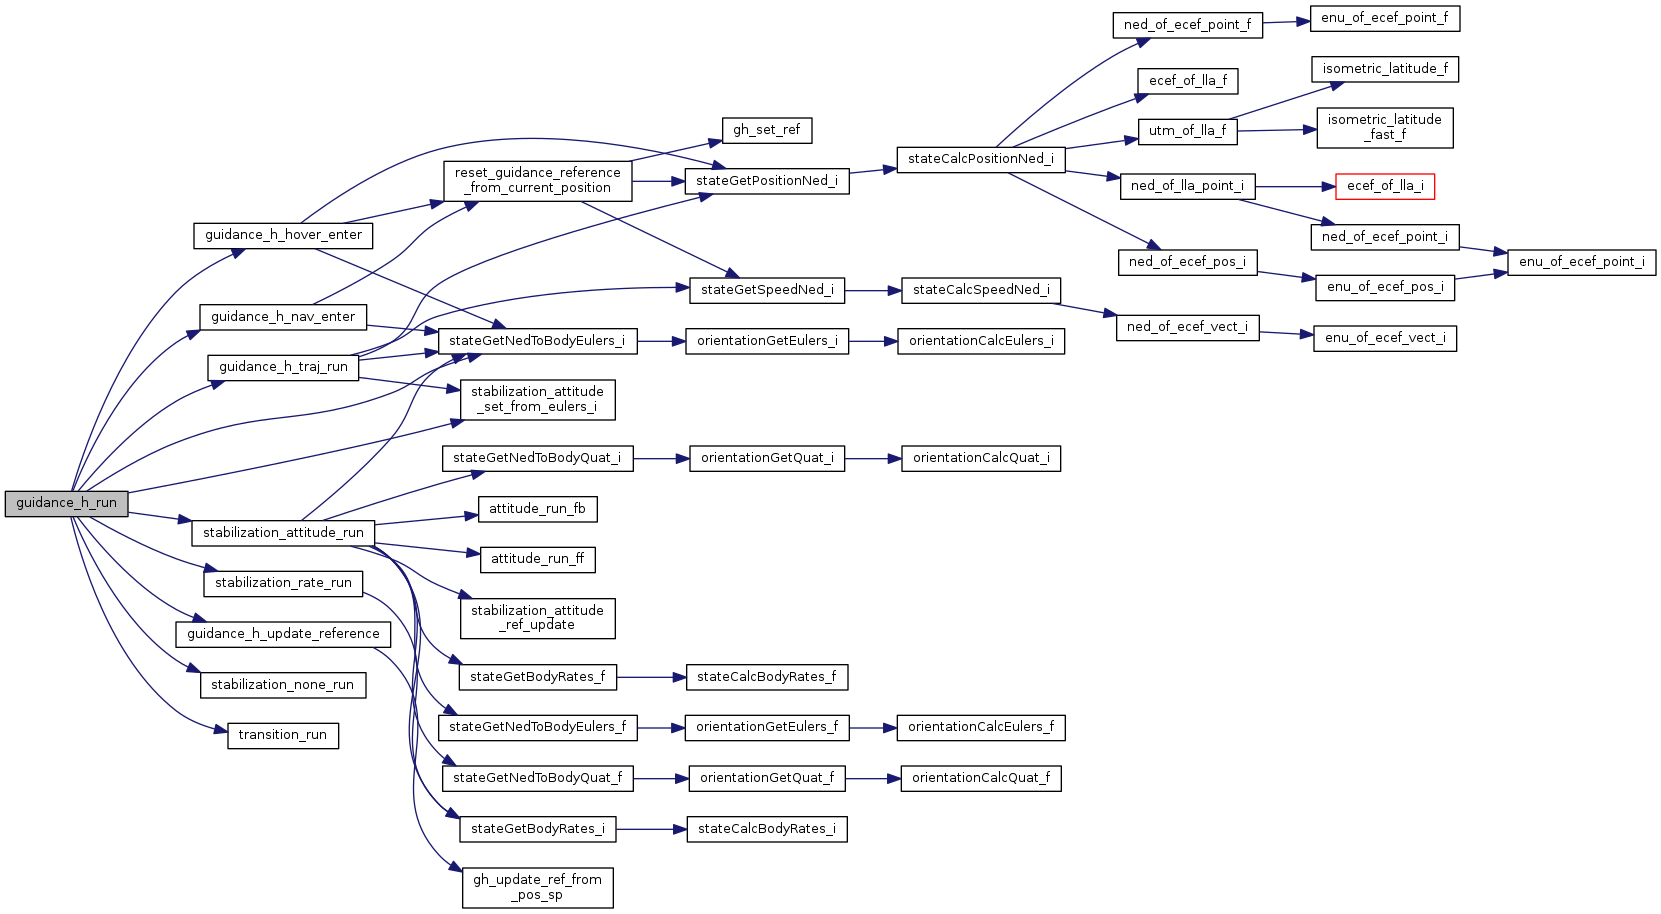 guidance_h_run
guidance_h_hover_enter
guidance_h_nav_enter
guidance_h_traj_run
stabilization_attitude_run
stabilization_rate_run
guidance_h_update_reference
stabilization_none_run
transition_run
reset_guidance_reference
_from_current_position
stateGetNedToBodyEulers_i
stabilization_attitude
_set_from_eulers_i
stateGetNedToBodyQuat_i
attitude_run_fb
attitude_run_ff
stabilization_attitude
_ref_update
stateGetBodyRates_f
stateGetNedToBodyEulers_f
stateGetNedToBodyQuat_f
stateGetBodyRates_i
gh_update_ref_from
_pos_sp
gh_set_ref
stateGetPositionNed_i
stateGetSpeedNed_i
orientationGetEulers_i
orientationGetQuat_i
stateCalcBodyRates_f
orientationGetEulers_f
orientationGetQuat_f
stateCalcBodyRates_i
stateCalcPositionNed_i
stateCalcSpeedNed_i
orientationCalcEulers_i
orientationCalcQuat_i
orientationCalcEulers_f
orientationCalcQuat_f
ned_of_ecef_point_f
ecef_of_lla_f
utm_of_lla_f
ned_of_lla_point_i
ned_of_ecef_pos_i
ned_of_ecef_vect_i
enu_of_ecef_point_f
isometric_latitude_f
isometric_latitude
_fast_f
ecef_of_lla_i
ned_of_ecef_point_i
enu_of_ecef_pos_i
enu_of_ecef_vect_i
enu_of_ecef_point_i